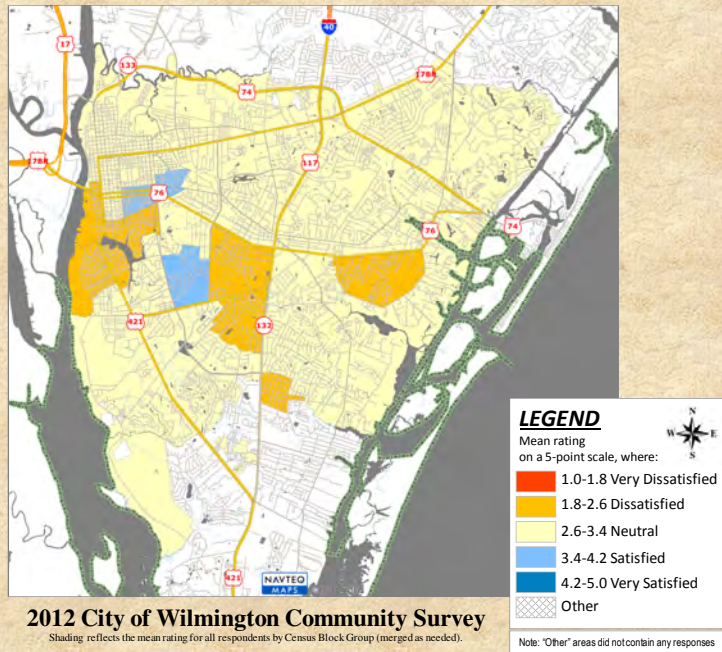 40
17
133
74
17BR
117
17BR
76
76
74
421
132
421
NAVTEQ
MAPS
LEGEND
Mean rating
on a 5-point scale, where:
N
W E
S
1.0-1.8 Very Dissatisfied
1.8-2.6 Dissatisfied
2.6-3.4 Neutral
3.4-4.2 Satisfied
4.2-5.0 Very Satisfied
Other
2012 City of Wilmington Community Survey
Shading reflects the mean rating for all respondents by Census Block Group (merged as needed).
Note: "Other" areas did not contain any responses